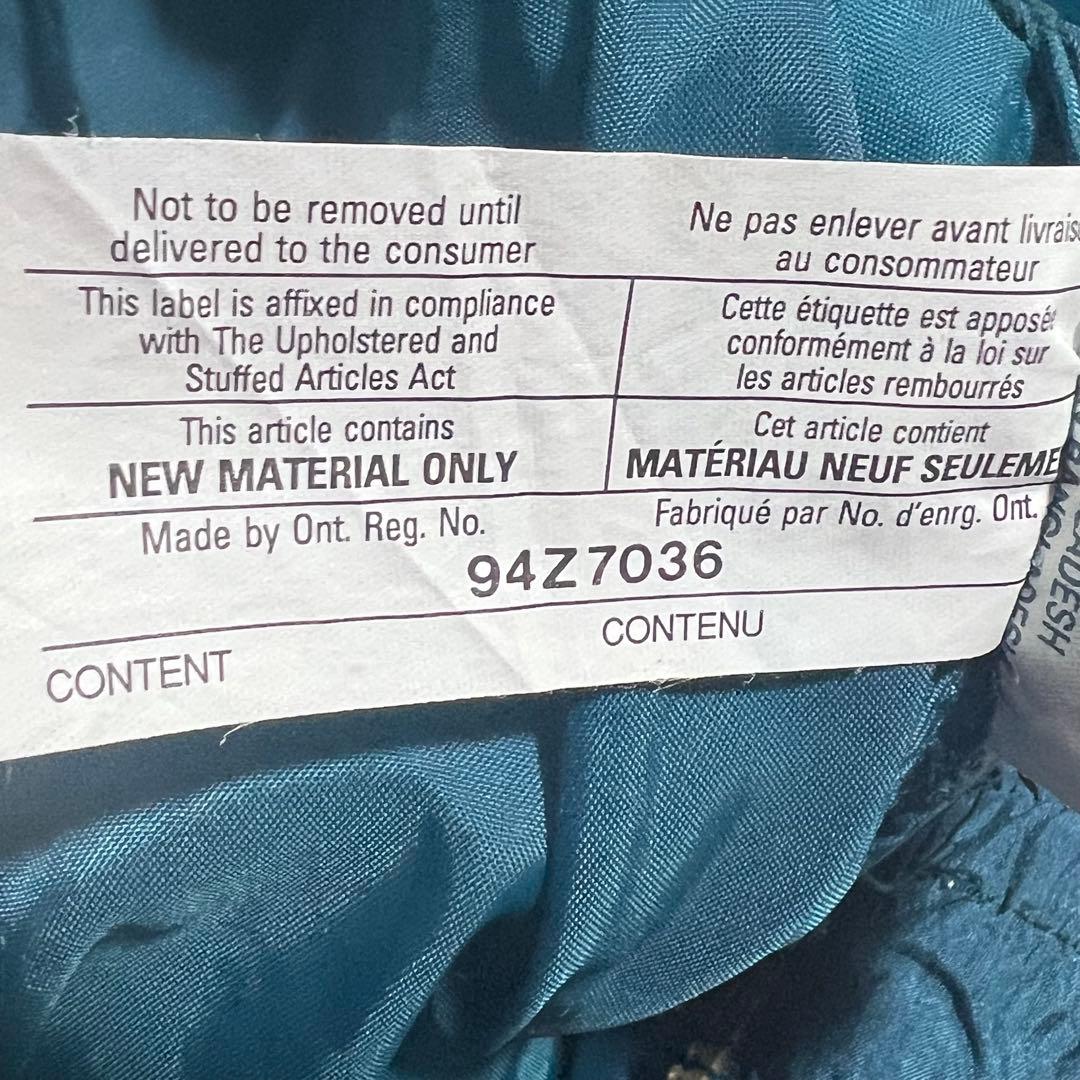 Not to be removed until
delivered to the consumer
Ne pas enlever avant
au consommateur
This label is affixed in compliance
with The Upholstered and
Stuffed Articles Act
Cette étiquette est apposé
conformément à la loi sur
les articles rembourrés
This article contains
NEW MATERIAL ONLY
Cet article contient
MATÉRIAU NEUF SEULEME
Made by Ont. Reg. No.
Fabriqué par No. d'enrg. Ont.
94Z7036
CONTENT
CONTENU